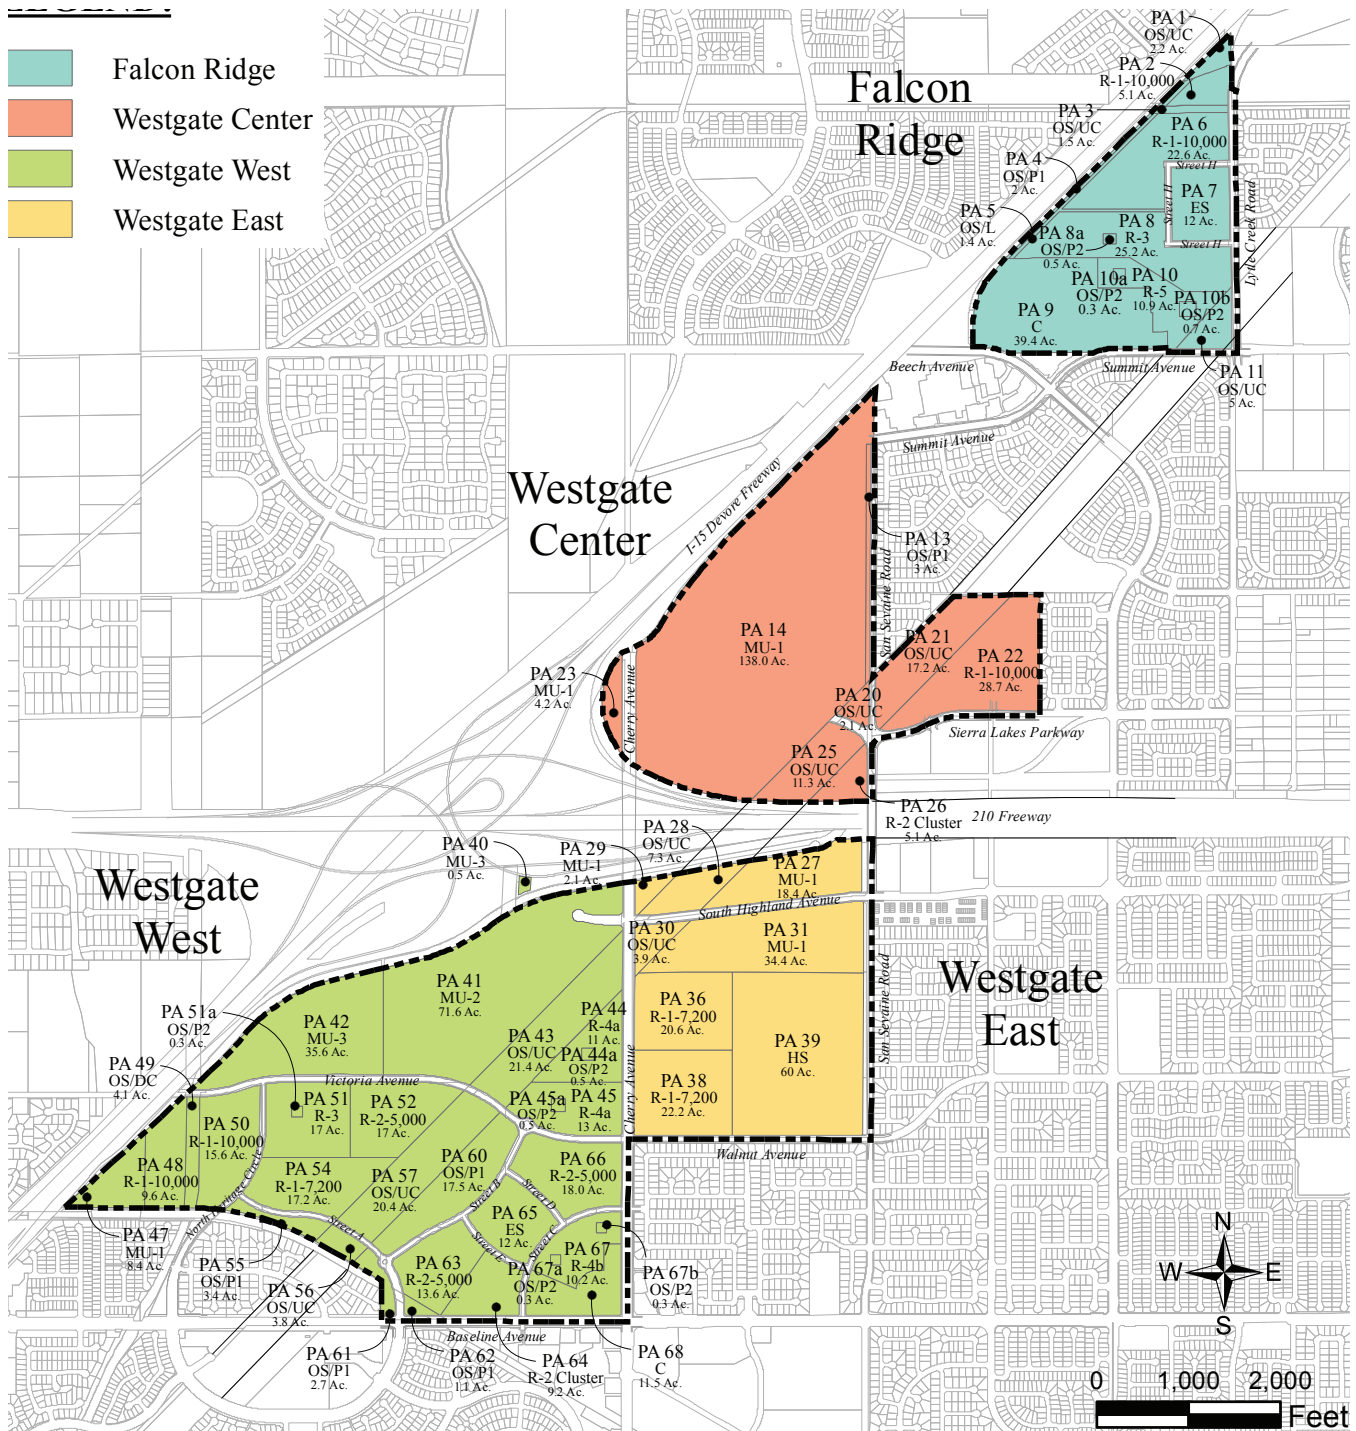 LEGEND:
Falcon Ridge
Westgate Center
Westgate West
Westgate East
Falcon
Ridge
PA 1
OS/UC
2.2 Ac.
PA 2
R-1-10,000
5.1 Ac.
PA 3
OS/UC
1.5 Ac.
PA 4
OS/P1
2 Ac.
PA 5
OS/L
1.4 Ac.
PA 6
R-1-10,000
22.6 Ac.
Street H
Street H
PA 7
ES
12 Ac.
Street H
Lytle Creek Road
PA 8
R-3
25.2 Ac.
PA 8a
OS/P2
0.5 Ac.
PA 10a
OS/P2
0.3 Ac.
PA 10
R-5
10.9 Ac.
PA 10b
OS/P2
0.7 Ac.
PA 9
C
39.4 Ac.
PA 11
OS/UC
5 Ac.
Beech Avenue
Summit Avenue
Summit Avenue
Westgate
Center
I-15 Devore Freeway
PA 13
OS/P1
3 Ac.
San Sevaine Road
PA 14
MU-1
138.0 Ac.
PA 21
OS/UC
17.2 Ac.
PA 22
R-1-10,000
28.7 Ac.
PA 23
MU-1
4.2 Ac.
Cherry Avenue
PA 20
OS/UC
2.1 Ac.
Sierra Lakes Parkway
PA 25
OS/UC
11.3 Ac.
PA 26
R-2 Cluster
5.1 Ac.
210 Freeway
PA 28
OS/UC
7.3 Ac.
PA 29
MU-1
2.1 Ac.
PA 40
MU-3
0.5 Ac.
PA 27
MU-1
18.4 Ac.
South Highland Avenue
Westgate
West
PA 30
OS/UC
3.9 Ac.
PA 31
MU-1
34.4 Ac.
Westgate
East
San Sevaine Road
PA 36
R-1-7,200
20.6 Ac.
PA 39
HS
60 Ac.
PA 38
R-1-7,200
22.2 Ac.
Cherry Avenue
Walnut Avenue
PA 41
MU-2
71.6 Ac.
PA 42
MU-3
35.6 Ac.
PA 43
OS/UC
21.4 Ac.
PA 44
R-4a
11 Ac.
PA 44a
OS/P2
0.5 Ac.
PA 45a
OS/P2
0.5 Ac.
PA 45
R-4a
13 Ac.
PA 51a
OS/P2
0.3 Ac.
PA 49
OS/DC
4.1 Ac.
Victoria Avenue
PA 50
R-1-10,000
15.6 Ac.
PA 51
R-3
17 Ac.
PA 52
R-2-5,000
17 Ac.
PA 48
R-1-10,000
9.6 Ac.
PA 54
R-1-7,200
17.2 Ac.
PA 57
OS/UC
20.4 Ac.
PA 60
OS/P1
17.5 Ac.
PA 66
R-2-5,000
18.0 Ac.
North Heritage Circle
Street A
Street B
Street D
Street C
Street E
PA 65
ES
12 Ac.
PA 47
MU-1
8.4 Ac.
PA 55
OS/P1
3.4 Ac.
PA 56
OS/UC
3.8 Ac.
PA 63
R-2-5,000
13.6 Ac.
PA 67a
OS/P2
0.3 Ac.
PA 67
R-4b
10.2 Ac.
PA 67b
OS/P2
0.3 Ac.
Baseline Avenue
PA 61
OS/P1
2.7 Ac.
PA 62
OS/P1
1.1 Ac.
PA 64
R-2 Cluster
9.2 Ac.
PA 68
C
11.5 Ac.
N
W
E
S
0
1,000
2,000
Feet